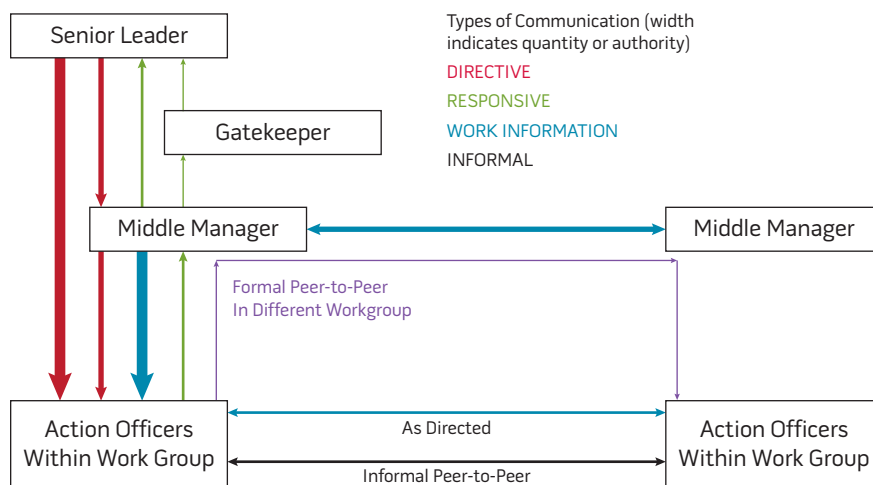 Senior Leader
Types of Communication (width
indicates quantity or authority)
DIRECTIVE
RESPONSIVE
WORK INFORMATION
INFORMAL
Gatekeeper
Middle Manager
Middle Manager
Formal Peer-to-Peer
In Different Workgroup
Action Officers
Within Work Group
As Directed
Informal Peer-to-Peer
Action Officers
Within Work Group